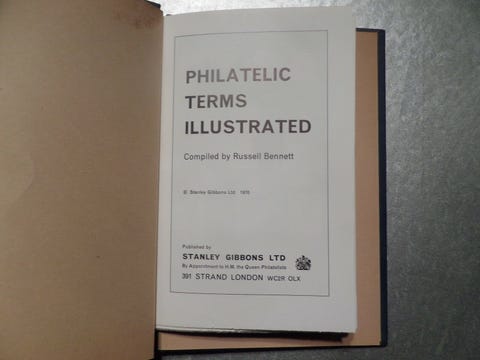 PHILATELIC
TERMS
ILLUSTRATED
Compiled by Russell Bennett
© Stanley Gibbons Ltd
Published by
STANLEY GIBBONS LTD
By Appointment to H.M. the Queen Philatelists
391 STRAND LONDON WC2R OLX